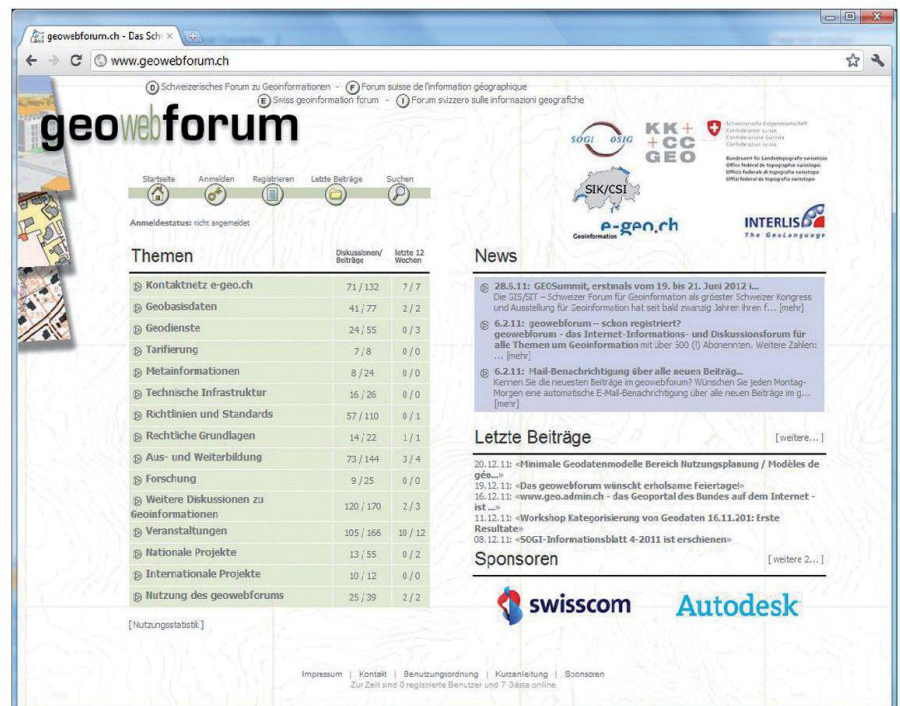 geowebforum.ch - Das Sch
www.geowebforum.ch
D Schweizerisches Forum zu Geoinformationen - F Forum suisse de l'information géographique
E Swiss geoinformation forum - I Forum svizzero sulle informazioni geografiche
geowebforum
SOGI OSIG
KK+
+CC
GEO
Schweizerische Eidgenossenschaft
Confédération suisse
Confederazione Svizzera
Confederaziun svizra
Bundesamt für Landestopografie swisstopo
Office fédéral de topographie swisstopo
Ufficio federale di topografia swisstopo
Uffizi federal da topografia swisstopo
SIK/CSI
e-geo.ch
Geoinformation
INTERLIS
The GeoLanguage
Startseite Anmelden Registrieren Letzte Beiträge Suchen
Anmeldestatus: nicht angemeldet
Themen Diskussionen/ Beiträge letzte 12 Wochen
Kontaktnetz e-geo.ch 71 / 132 7 / 7
Geobasisdaten 41 / 77 2 / 2
Geodienste 24 / 55 0 / 3
Tarifierung 7 / 8 0 / 0
Metainformationen 8 / 24 0 / 0
Technische Infrastruktur 16 / 26 0 / 0
Richtlinien und Standards 57 / 110 0 / 1
Rechtliche Grundlagen 14 / 22 1 / 1
Aus- und Weiterbildung 73 / 144 3 / 4
Forschung 9 / 25 0 / 0
Weitere Diskussionen zu
Geoinformationen 120 / 170 2 / 3
Veranstaltungen 105 / 166 10 / 12
Nationale Projekte 13 / 55 0 / 2
Internationale Projekte 10 / 12 0 / 0
Nutzung des geowebforums 25 / 39 2 / 2
[Nutzungsstatistik]
News
28.6.11: GEOSummit, erstmals vom 19. bis 21. Juni 2012 i...
Die GIS/SIT – Schweizer Forum für Geoinformation als grösster Schweizer Kongress
und Ausstellung für Geoinformation hat seit bald zwanzig Jahren ihren f... [mehr]
6.2.11: geowebforum – schon registriert?
geowebforum - das Internet-Informations- und Diskussionsforum für
alle Themen um Geoinformation mit über 500 (!) Abonennten. Weitere Zahlen:
... [mehr]
6.2.11: Mail-Benachrichtigung über alle neuen Beiträg...
Kennen Sie die neuesten Beiträge im geowebforum? Wünschen Sie jeden Montag-
Morgen eine automatische E-Mail-Benachrichtigung über alle neuen Beiträge im g...
[mehr]
Letzte Beiträge [weitere...]
20.12.11: «Minimale Geodatenmodelle Bereich Nutzungsplanung / Modèles de
géo...»
19.12.11: «Das geowebforum wünscht erholsame Feiertage!»
16.12.11: «www.geo.admin.ch - das Geoportal des Bundes auf dem Internet -
ist ...»
11.12.11: «Workshop Kategorisierung von Geodaten 16.11.201: Erste
Resultate»
08.12.11: «SOGI-Informationsblatt 4-2011 ist erschienen»
Sponsoren [weitere 2...]
swisscom
Autodesk
Impressum | Kontakt | Benutzungsordnung | Kurzanleitung | Sponsoren
Zur Zeit sind 0 registrierte Benutzer und 7 Gäste online.